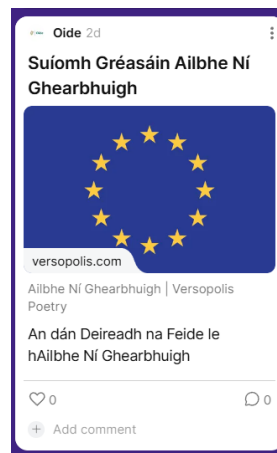 Oide 2d
Suíomh Gréasáin Ailbhe Ní
Ghearbhuigh
versopolis.com
Ailbhe Ní Ghearbhuigh | Versopolis
Poetry
An dán Deireadh na Feide le
hAilbhe Ní Ghearbhuigh
0 0
Add comment